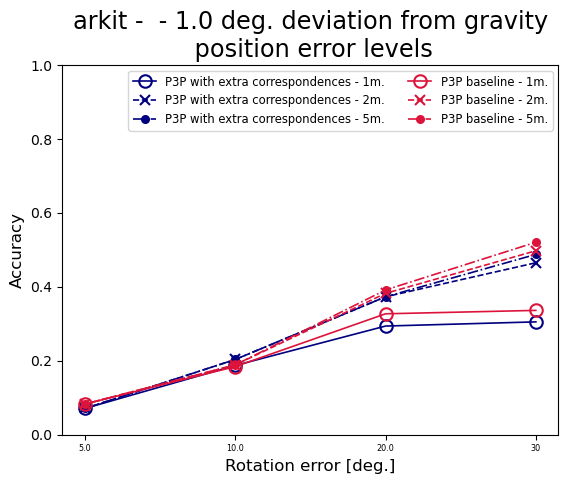 arkit -  - 1.0 deg. deviation from gravity
position error levels
P3P with extra correspondences - 1m.
P3P with extra correspondences - 2m.
P3P with extra correspondences - 5m.
P3P baseline - 1m.
P3P baseline - 2m.
P3P baseline - 5m.
1.0
0.8
0.6
0.4
0.2
0.0
Accuracy
5.0 10.0 20.0 30
Rotation error [deg.]